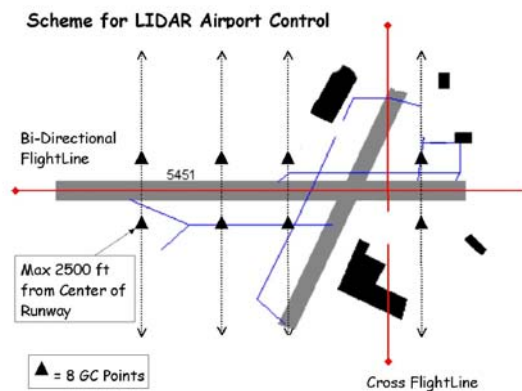 Scheme for LIDAR Airport Control
Bi-Directional
FlightLine
5451
Max 2500 ft
from Center of
Runway
= 8 GC Points
Cross FlightLine